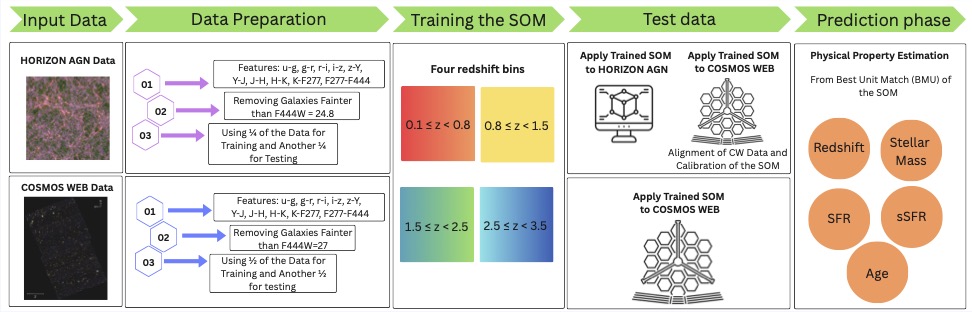 Input Data
Data Preparation
Training the SOM
Test data
Prediction phase
HORIZON AGN Data
01
Features: u-g, g-r, r-i, i-z, z-Y,
Y-J, J-H, H-K, K-F277, F277-F444
02
Removing Galaxies Fainter
than F444W = 24.8
03
Using ¼ of the Data for
Training and Another ¼
for Testing
COSMOS WEB Data
01
Features: u-g, g-r, r-i, i-z, z-Y,
Y-J, J-H, H-K, K-F277, F277-F444
02
Removing Galaxies Fainter
than F444W=27
03
Using ½ of the Data for
Training and Another ½
for testing
Four redshift bins
0.1 ≤ z < 0.8
0.8 ≤ z < 1.5
1.5 ≤ z < 2.5
2.5 ≤ z < 3.5
Apply Trained SOM
to HORIZON AGN
Apply Trained SOM
to COSMOS WEB
Alignment of CW Data and
Calibration of the SOM
Apply Trained SOM
to COSMOS WEB
Physical Property Estimation
From Best Unit Match (BMU) of
the SOM
Redshift
Stellar
Mass
SFR
sSFR
Age